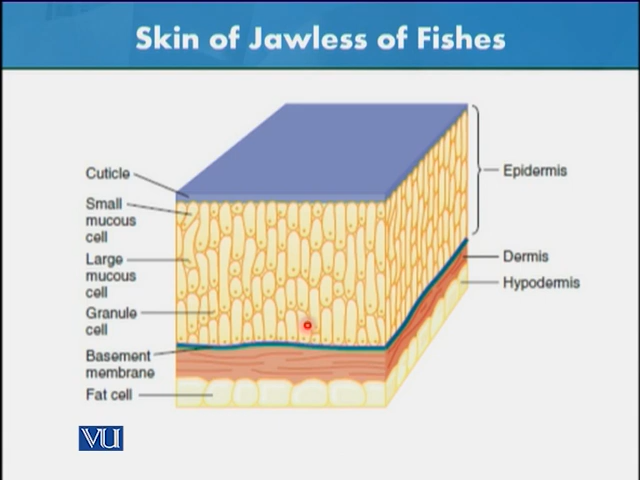 Skin of Jawless of Fishes
Cuticle
Small
mucous
cell
Large
mucous
cell
Granule
cell
Basement
membrane
Fat cell
Epidermis
Dermis
Hypodermis
VU